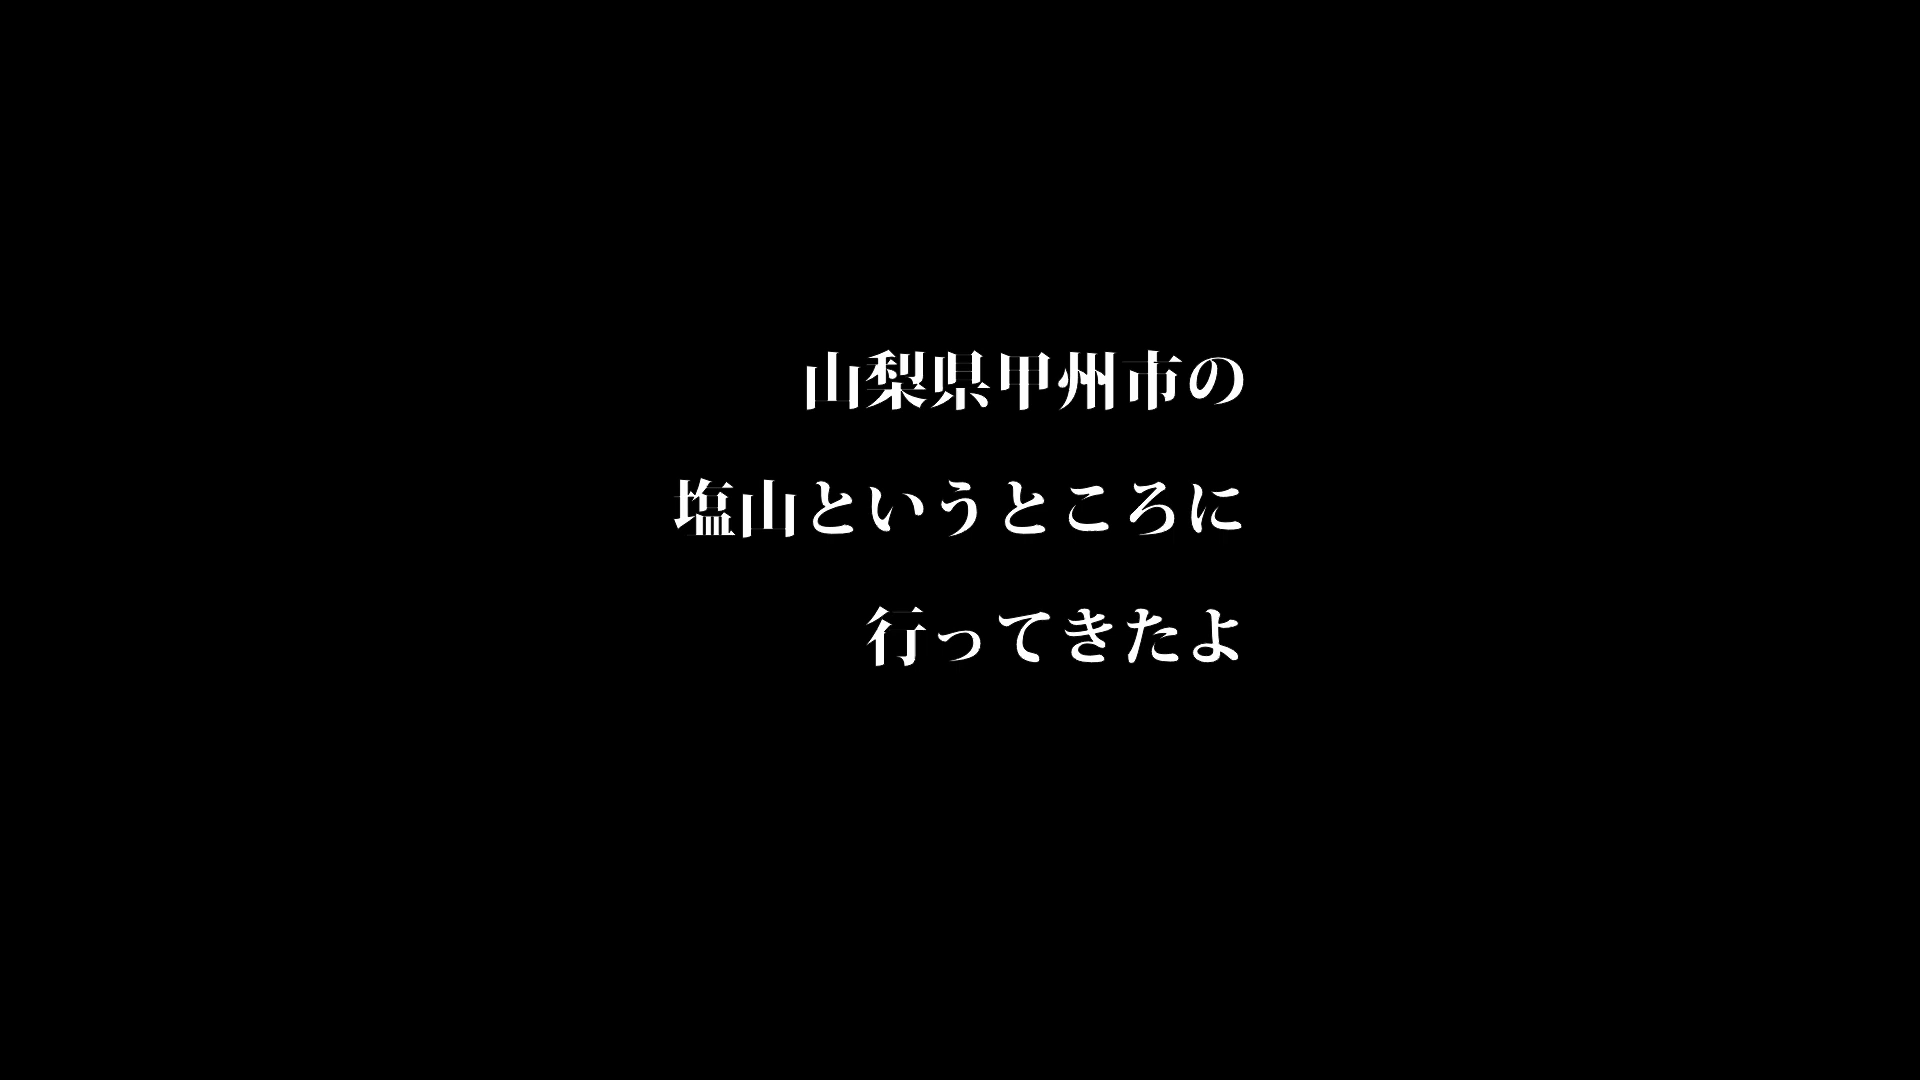 山梨県甲州市の
塩山というところに
行ってきたよ